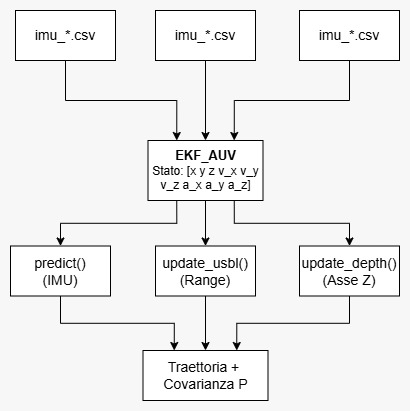 imu_*.csv
imu_*.csv
imu_*.csv
EKF_AUV
Stato: [x y z v_x v_y
v_z a_x a_y a_z]
predict()
(IMU)
update_usbl()
(Range)
update_depth()
(Asse Z)
Traettoria +
Covarianza P